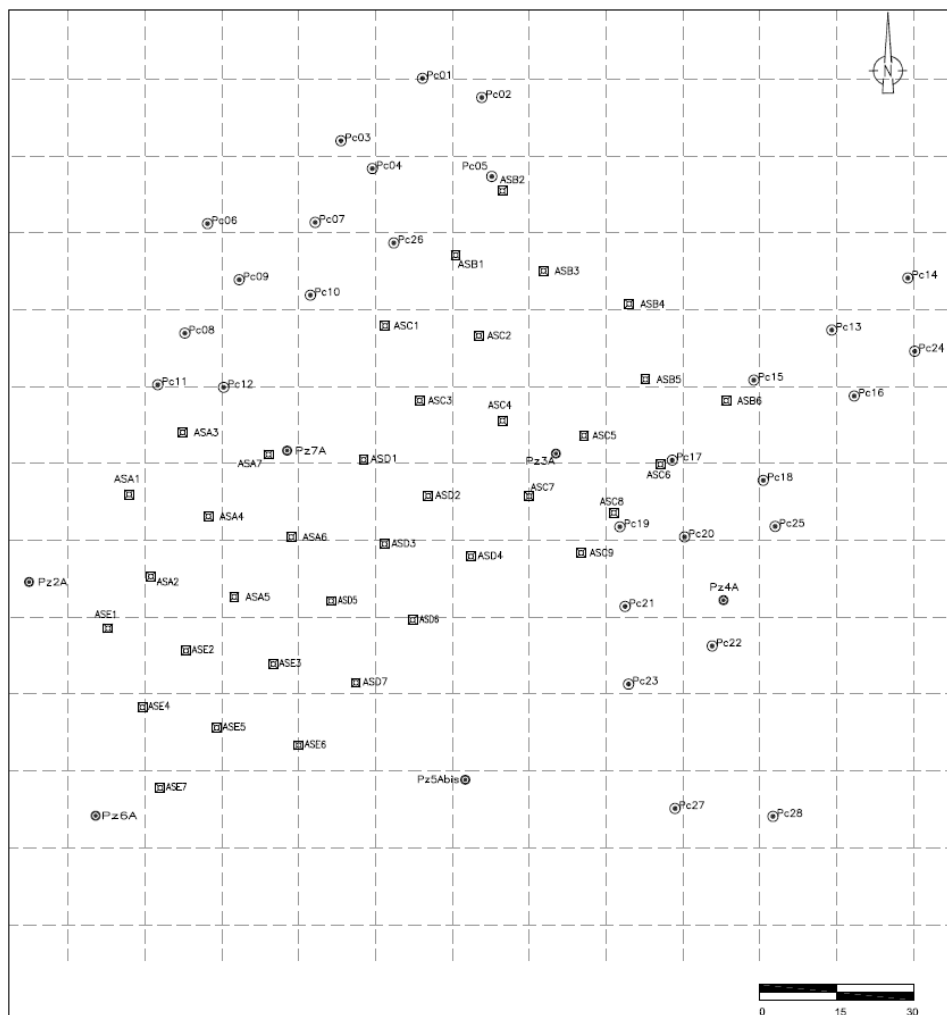 N
Pc01
Pc02
Pc03
Pc04
Pc05
ASB2
Pc06
Pc07
Pc26
ASB1
ASB3
Pc09
Pc14
Pc10
ASB4
Pc08
ASC1
ASC2
Pc13
Pc24
Pc11
Pc12
ASB5
Pc15
Pc16
ASC3
ASB6
ASC4
ASA3
ASC5
ASA7
Pz7A
ASD1
Pz3A
Pc17
ASC6
ASA1
Pc18
ASD2
ASC7
ASA4
ASC8
Pc19
Pc25
ASA6
ASD3
Pc20
ASD4
ASC9
Pz2A
ASA2
ASA5
ASD5
Pz4A
Pc21
ASE1
ASD6
ASE2
Pc22
ASE3
ASD7
Pc23
ASE4
ASE5
ASE6
Pz5Abis
ASE7
Pc27
Pz6A
Pc28
0 15 30